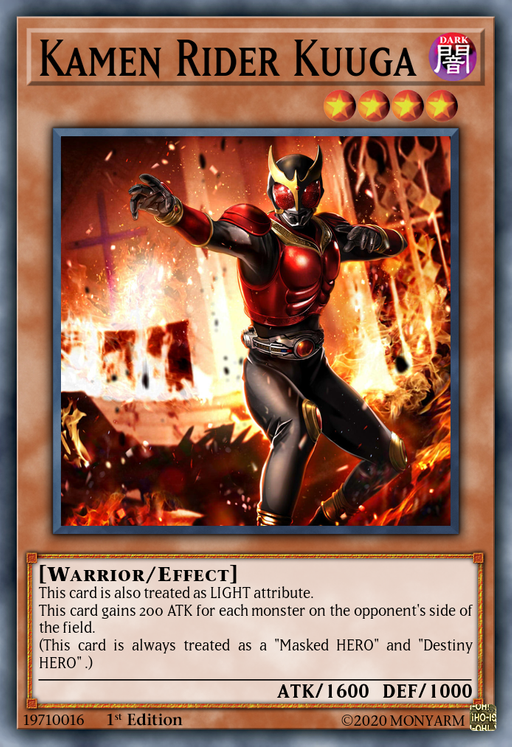 KAMEN RIDER KUUGA
DARK
闇
[WARRIOR/EFFECT]
This card is also treated as LIGHT attribute.
This card gains 200 ATK for each monster on the opponent's side of
the field.
(This card is always treated as a "Masked HERO" and "Destiny
HERO" .)
ATK/1600 DEF/1000
19710016 1st Edition ©2020 MONYARM